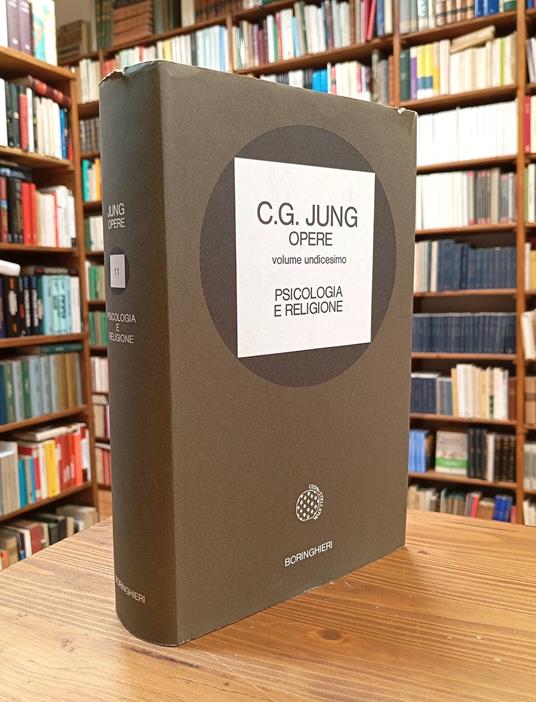 JUNG
OPERE
11
PSICOLOGIA
E
RELIGIONE
BORINGHIERI
C.G. JUNG
OPERE
volume undicesimo
PSICOLOGIA
E RELIGIONE
BORINGHIERI